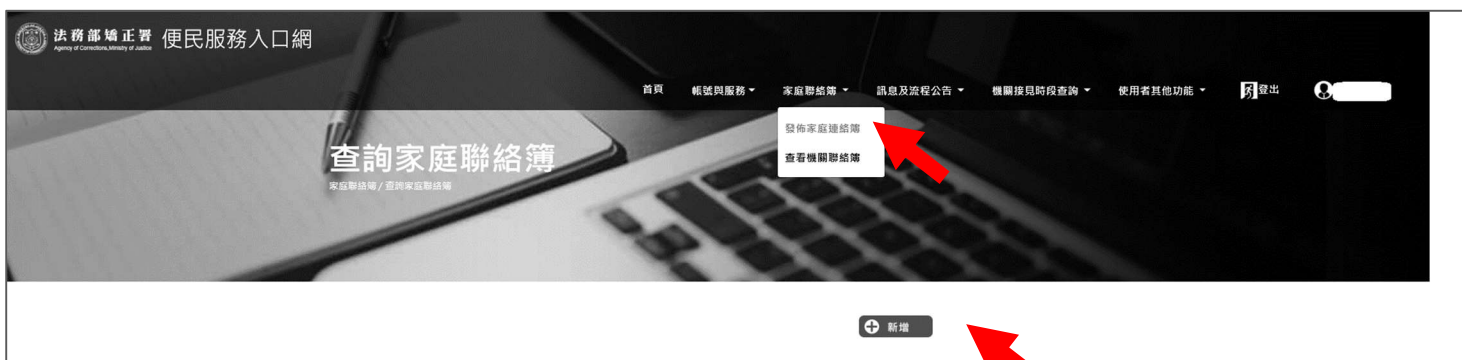 法務部矯正署 便民服務入口網
Agency of Corrections,Ministry of Justice
首頁 帳號與服務 家庭聯絡簿 訊息及流程公告 機關接見時段查詢 使用者其他功能 登出
發佈家庭連絡簿
查看機關聯絡簿
查詢家庭聯絡簿
家庭聯絡簿 / 查詢家庭聯絡簿
新增